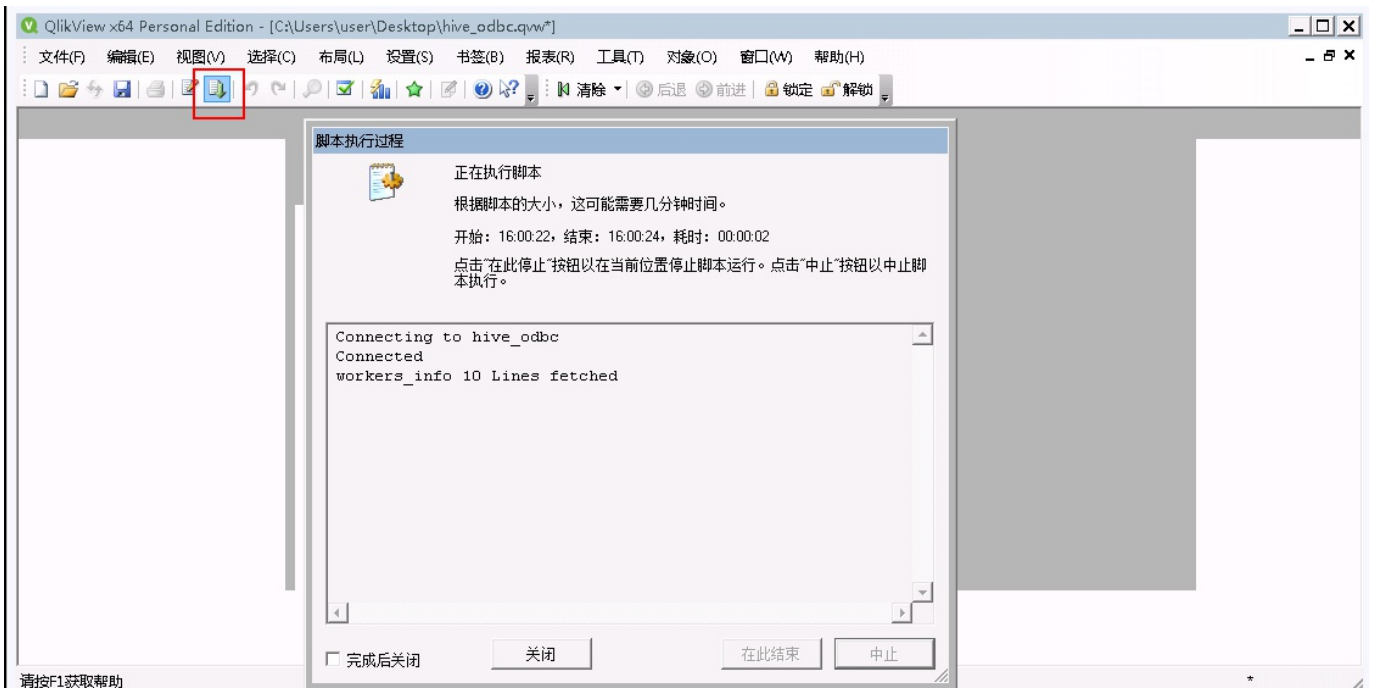 QlikView x64 Personal Edition - [C:\Users\user\Desktop\hive_odbc.qvw*]
文件(F) 编辑(E) 视图(V) 选择(C) 布局(L) 设置(S) 书签(B) 报表(R) 工具(T) 对象(O) 窗口(W) 帮助(H)
清除 后退 前进 锁定 解锁
脚本执行过程
正在执行脚本
根据脚本的大小，这可能需要几分钟时间。
开始：16:00:22，结束：16:00:24，耗时：00:00:02
点击"在此停止"按钮以在当前位置停止脚本运行。点击"中止"按钮以中止脚
本执行。
Connecting to hive_odbc
Connected
workers_info 10 Lines fetched
完成后关闭 关闭 在此结束 中止
请按F1获取帮助 *